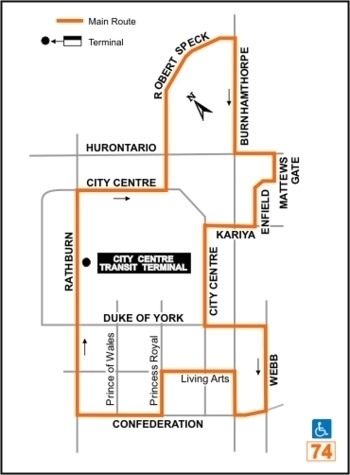 Main Route
Terminal
ROBERT SPECK
N
BURNHAMTHORPE
HURONTARIO
MATTEWS
GATE
CITY CENTRE
ENFIELD
KARIYA
RATHBURN
CITY CENTRE
TRANSIT TERMINAL
CITY CENTRE
DUKE OF YORK
Prince of Wales
Princess Royal
Living Arts
WEBB
CONFEDERATION
74